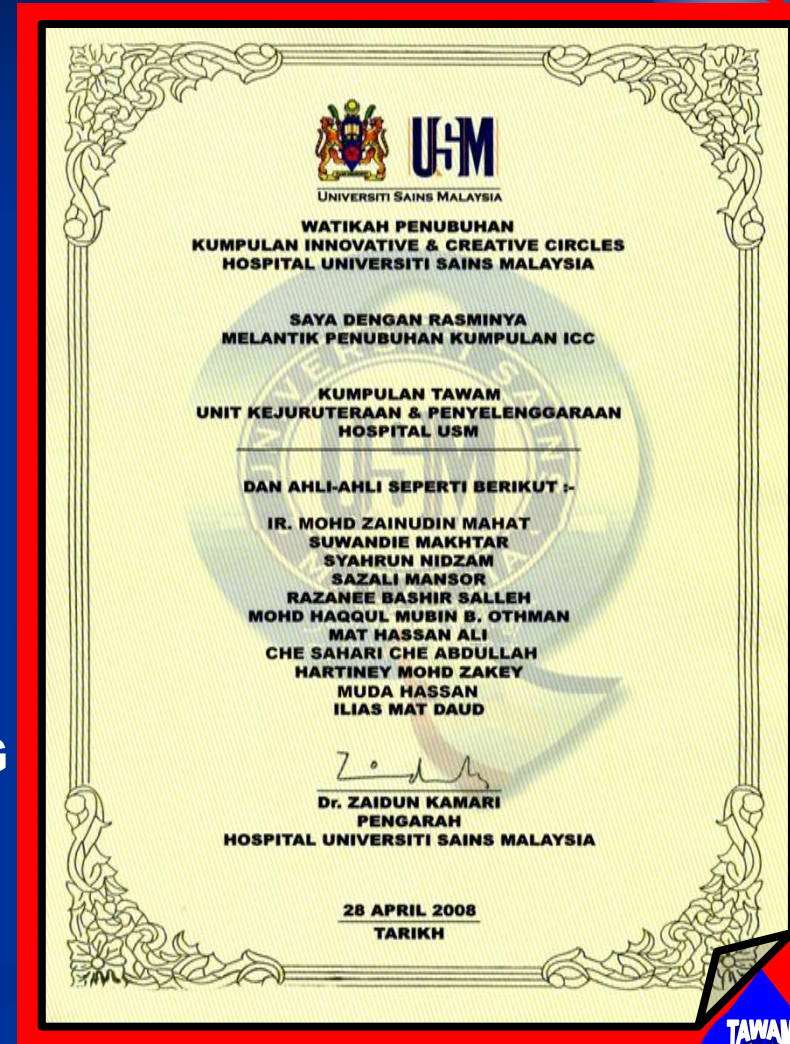 USM
UNIVERSITI SAINS MALAYSIA
WATIKAH PENUBUHAN
KUMPULAN INNOVATIVE & CREATIVE CIRCLES
HOSPITAL UNIVERSITI SAINS MALAYSIA
SAYA DENGAN RASMINYA
MELANTIK PENUBUHAN KUMPULAN ICC
KUMPULAN TAWAM
UNIT KEJURUTERAAN & PENYELENGGARAAN
HOSPITAL USM
DAN AHLI-AHLI SEPERTI BERIKUT :-
IR. MOHD ZAINUDIN MAHAT
SUWANDIE MAKHTAR
SYAHRUN NIDZAM
SAZALI MANSOR
RAZANEE BASHIR SALLEH
MOHD HAQQUL MUBIN B. OTHMAN
MAT HASSAN ALI
CHE SAHARI CHE ABDULLAH
HARTINEY MOHD ZAKEY
MUDA HASSAN
ILIAS MAT DAUD
G
Dr. ZAIDUN KAMARI
PENGARAH
HOSPITAL UNIVERSITI SAINS MALAYSIA
28 APRIL 2008
TARIKH
TAWAM